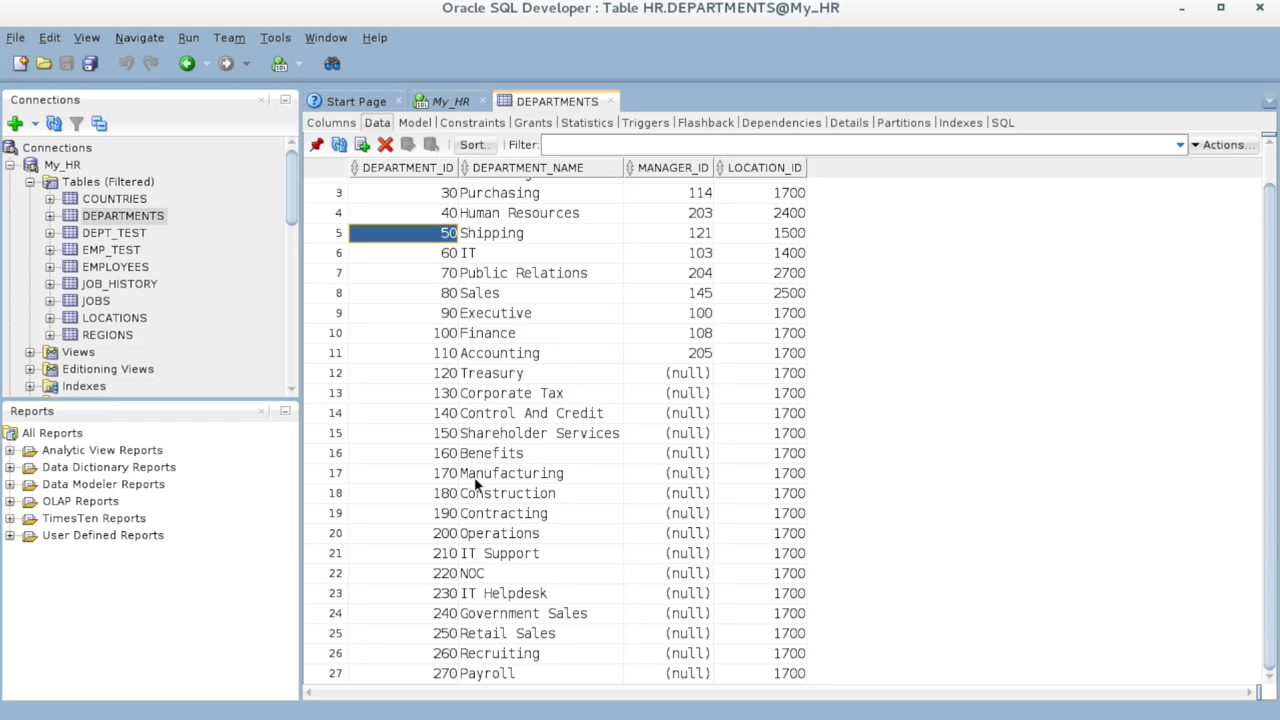 Oracle SQL Developer : Table HR.DEPARTMENTS@My_HR
File Edit View Navigate Run Team Tools Window Help
Connections
Connections
My_HR
Tables (Filtered)
COUNTRIES
DEPARTMENTS
DEPT_TEST
EMP_TEST
EMPLOYEES
JOB_HISTORY
JOBS
LOCATIONS
REGIONS
Views
Editioning Views
Indexes
Reports
All Reports
Analytic View Reports
Data Dictionary Reports
Data Modeler Reports
OLAP Reports
TimesTen Reports
User Defined Reports
Start Page My_HR DEPARTMENTS
Columns Data Model Constraints Grants Statistics Triggers Flashback Dependencies Details Partitions Indexes SQL
Sort.. Filter: Actions...
DEPARTMENT_ID DEPARTMENT_NAME MANAGER_ID LOCATION_ID
3 30 Purchasing 114 1700
4 40 Human Resources 203 2400
5 50 Shipping 121 1500
6 60 IT 103 1400
7 70 Public Relations 204 2700
8 80 Sales 145 2500
9 90 Executive 100 1700
10 100 Finance 108 1700
11 110 Accounting 205 1700
12 120 Treasury (null) 1700
13 130 Corporate Tax (null) 1700
14 140 Control And Credit (null) 1700
15 150 Shareholder Services (null) 1700
16 160 Benefits (null) 1700
17 170 Manufacturing (null) 1700
18 180 Construction (null) 1700
19 190 Contracting (null) 1700
20 200 Operations (null) 1700
21 210 IT Support (null) 1700
22 220 NOC (null) 1700
23 230 IT Helpdesk (null) 1700
24 240 Government Sales (null) 1700
25 250 Retail Sales (null) 1700
26 260 Recruiting (null) 1700
27 270 Payroll (null) 1700